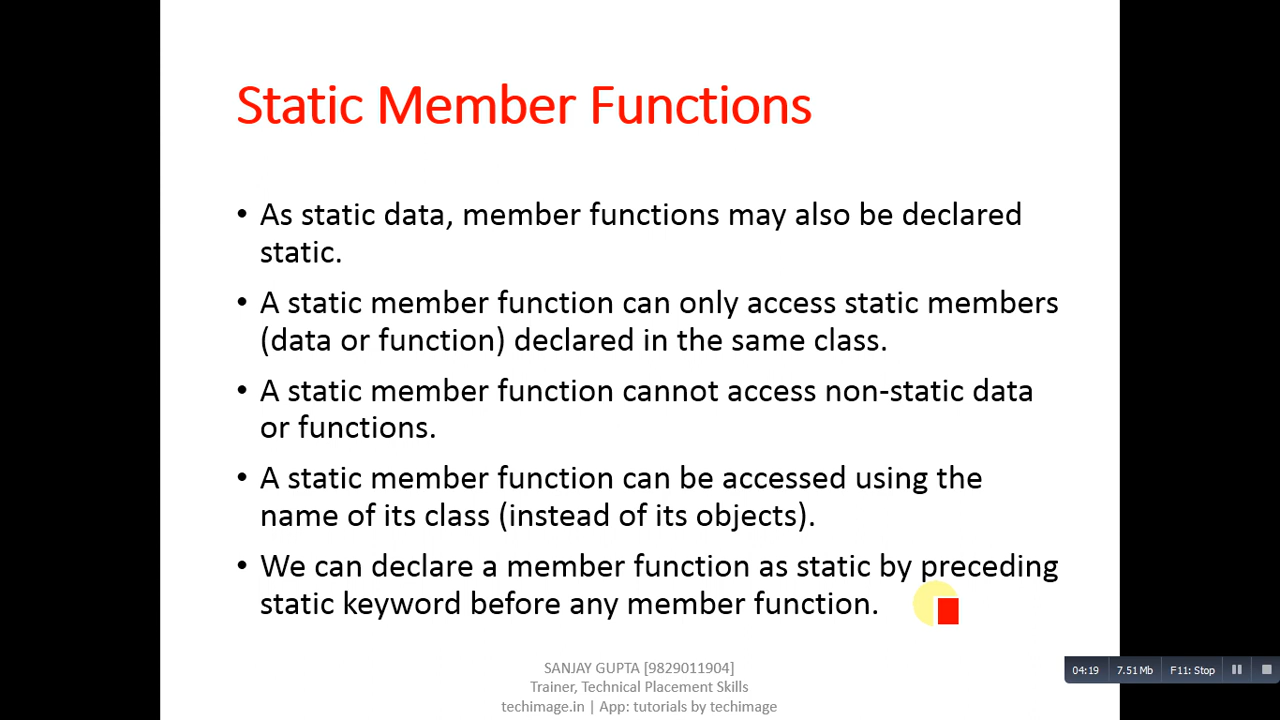 Static Member Functions
• As static data, member functions may also be declared
static.
• A static member function can only access static members
(data or function) declared in the same class.
• A static member function cannot access non-static data
or functions.
• A static member function can be accessed using the
name of its class (instead of its objects).
• We can declare a member function as static by preceding
static keyword before any member function.
SANJAY GUPTA [9829011904]
Trainer, Technical Placement Skills
techimage.in | App: tutorials by techimage
04:19 7.51 Mb F11: Stop